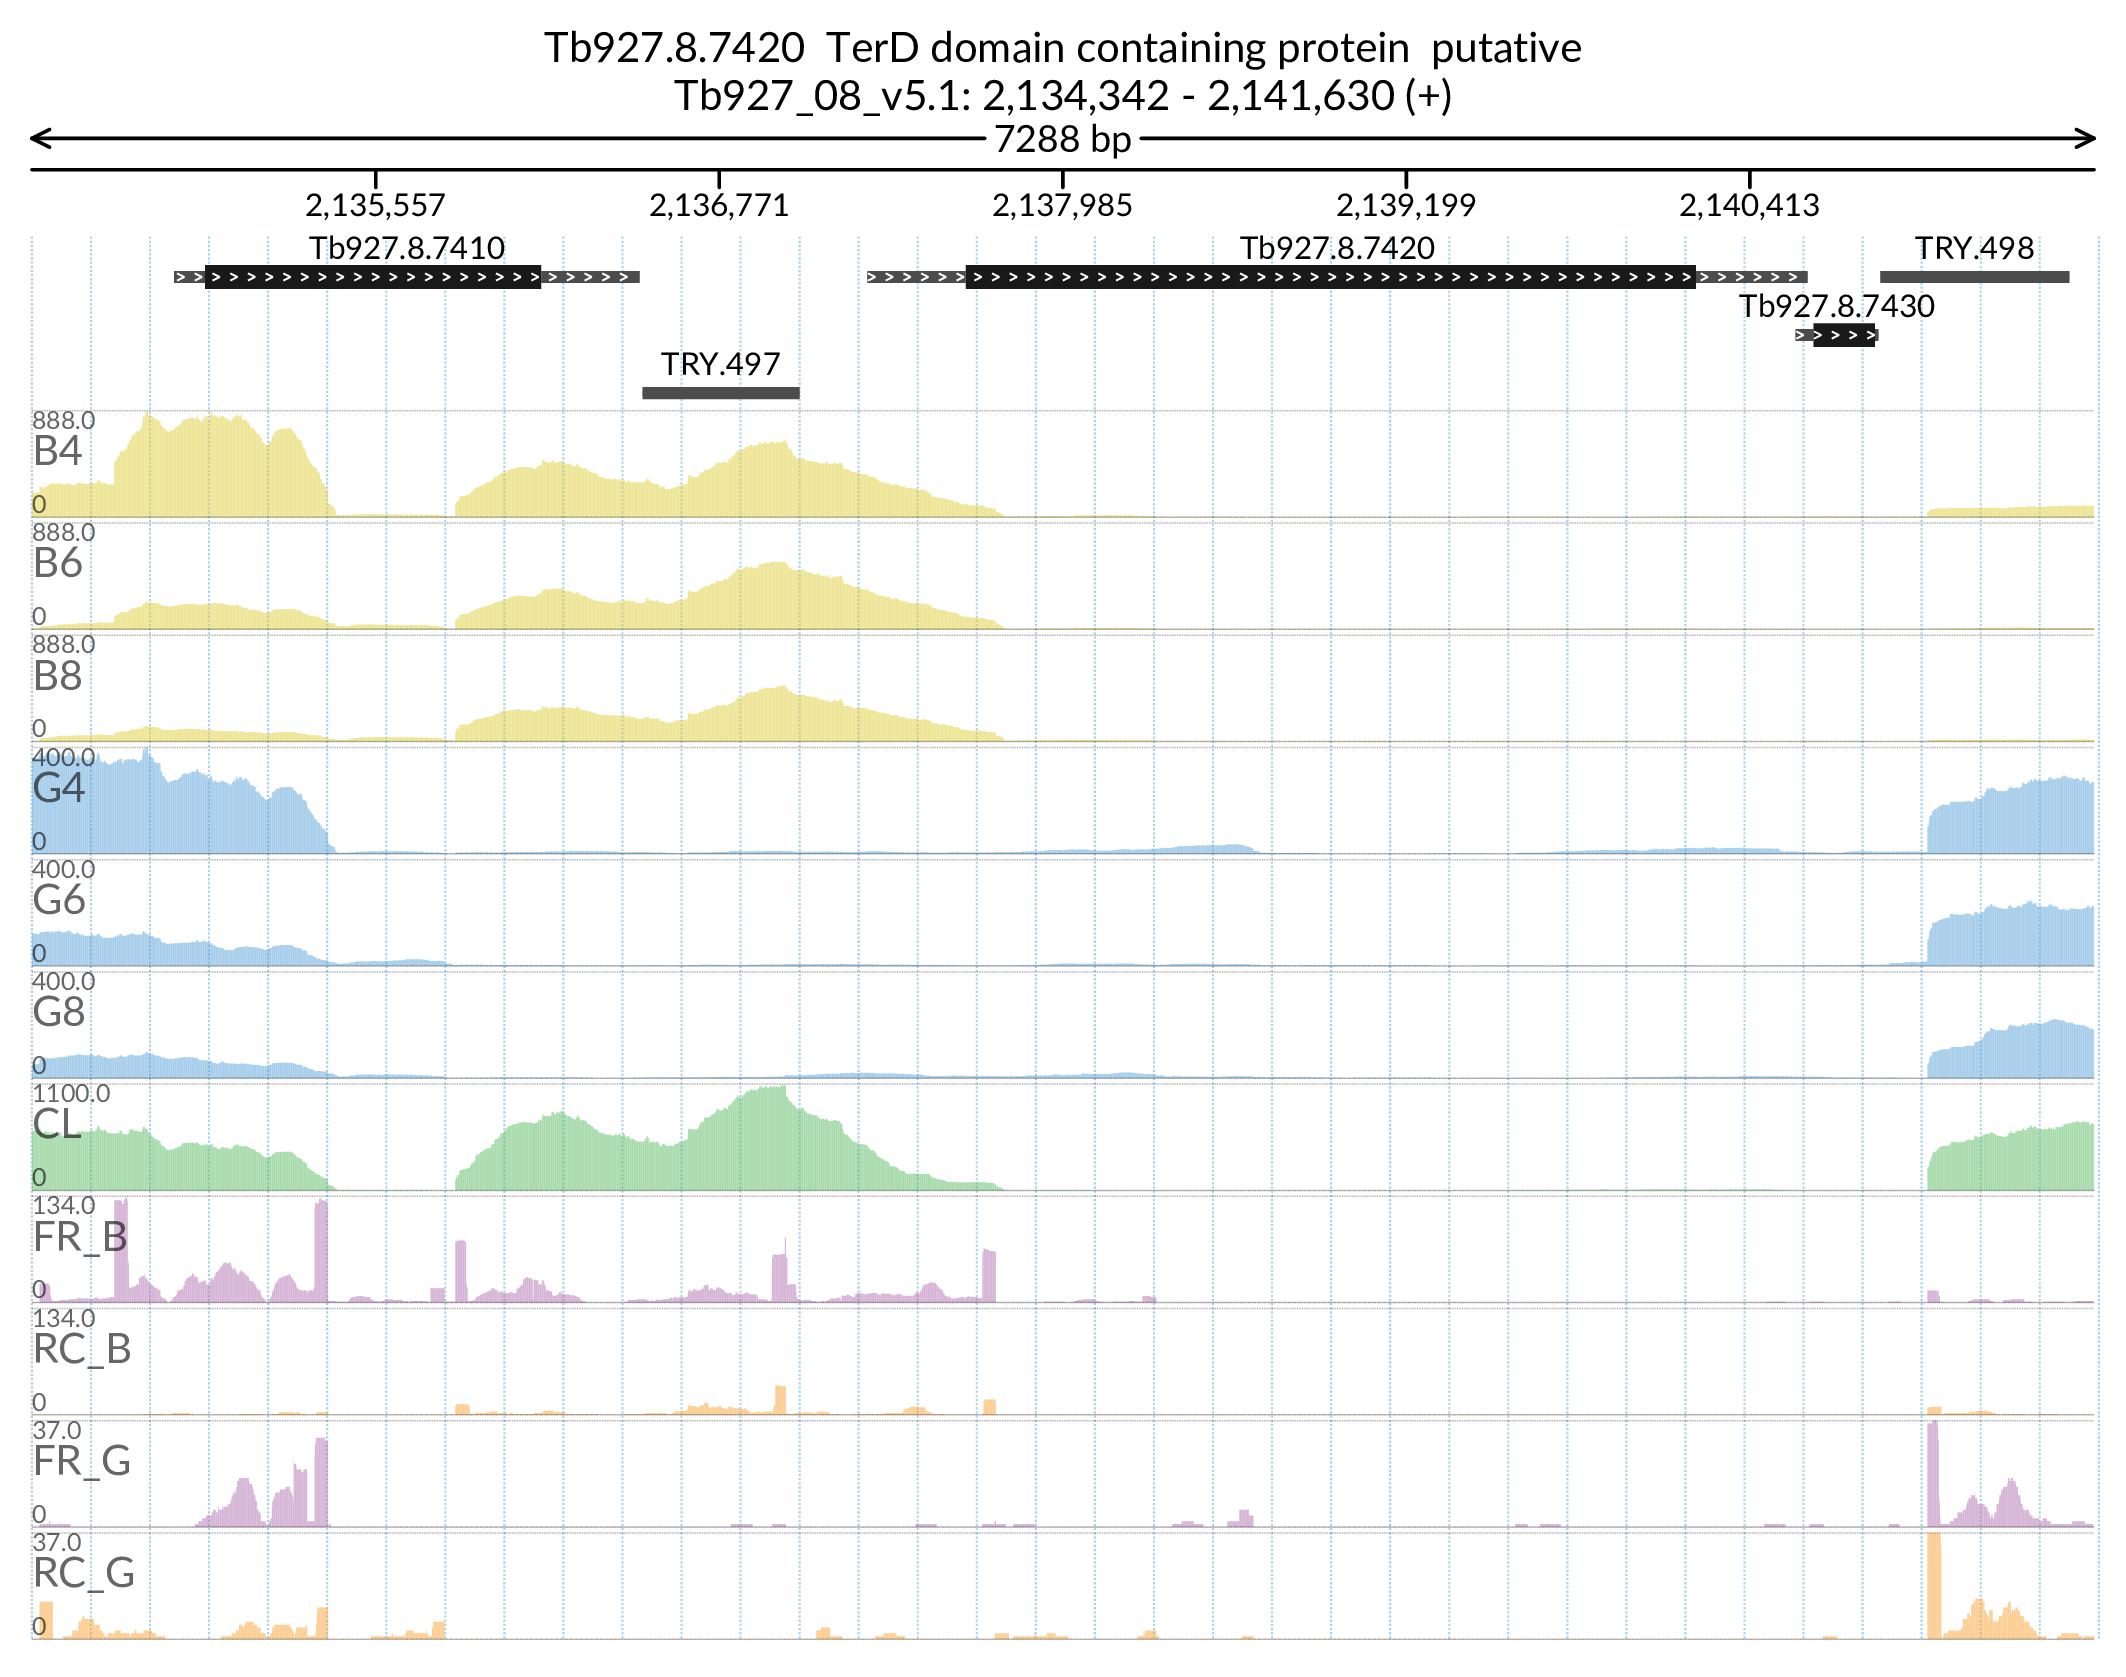 Tb927.8.7420  TerD domain containing protein  putative
Tb927_08_v5.1: 2,134,342 - 2,141,630 (+)
7288 bp
2,135,557 2,136,771 2,137,985 2,139,199 2,140,413
Tb927.8.7410 Tb927.8.7420 TRY.498
Tb927.8.7430
TRY.497
888.0
B4
0
888.0
B6
0
888.0
B8
0
400.0
G4
0
400.0
G6
0
400.0
G8
0
1100.0
CL
0
134.0
FR_B
0
134.0
RC_B
0
37.0
FR_G
0
37.0
RC_G
0